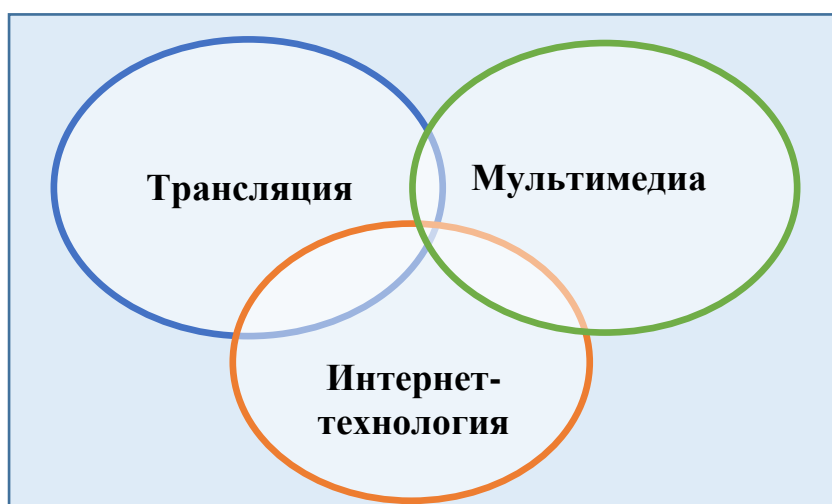 Трансляция
Мультимедиа
Интернет-
технология